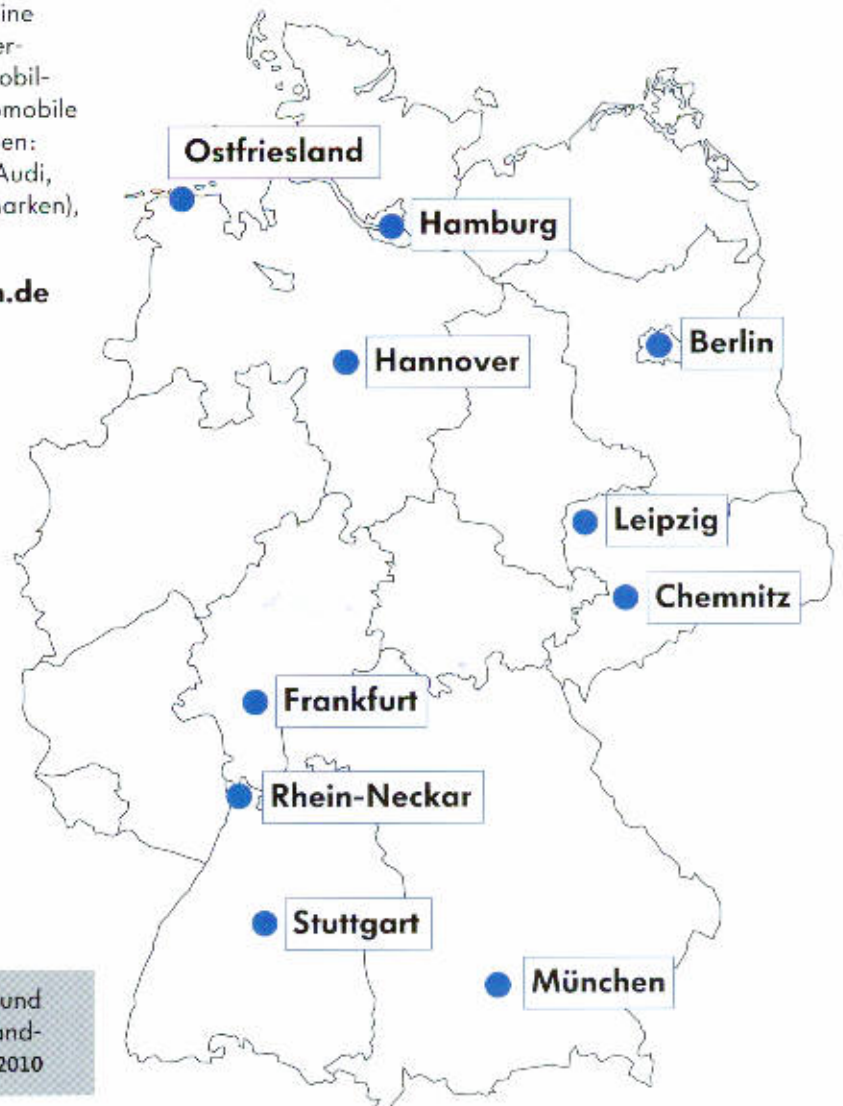 ine
er-
obil-
omobile
en:
Audi,
arken),
n.de
Ostfriesland
Hamburg
Berlin
Hannover
Leipzig
Chemnitz
Frankfurt
Rhein-Neckar
Stuttgart
München
und
and-
2010